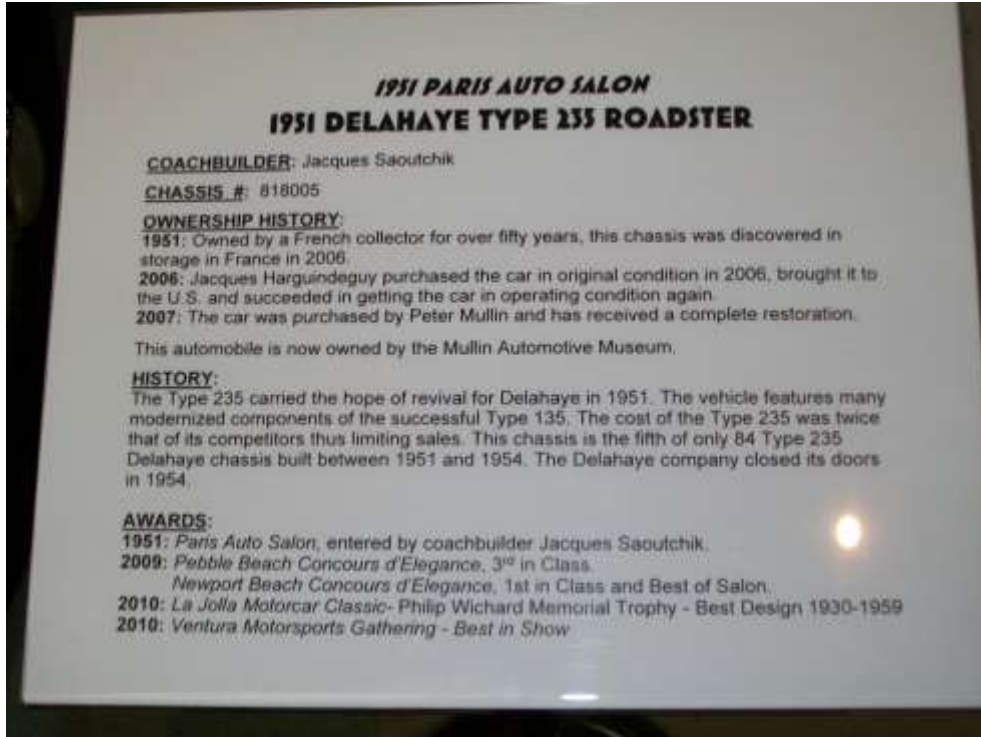 1951 PARIS AUTO SALON
1951 DELAHAYE TYPE 235 ROADSTER
COACHBUILDER: Jacques Saoutchik
CHASSIS #: 818005
OWNERSHIP HISTORY:
1951: Owned by a French collector for over fifty years, this chassis was discovered in
storage in France in 2006.
2006: Jacques Harguindeguy purchased the car in original condition in 2006, brought it to
the U.S. and succeeded in getting the car in operating condition again.
2007: The car was purchased by Peter Mullin and has received a complete restoration.
This automobile is now owned by the Mullin Automotive Museum.
HISTORY:
The Type 235 carried the hope of revival for Delahaye in 1951. The vehicle features many
modernized components of the successful Type 135. The cost of the Type 235 was twice
that of its competitors thus limiting sales. This chassis is the fifth of only 84 Type 235
Delahaye chassis built between 1951 and 1954. The Delahaye company closed its doors
in 1954.
AWARDS:
1951: Paris Auto Salon, entered by coachbuilder Jacques Saoutchik.
2009: Pebble Beach Concours d'Elegance, 3rd in Class.
Newport Beach Concours d'Elegance, 1st in Class and Best of Salon.
2010: La Jolla Motorcar Classic- Philip Wichard Memorial Trophy - Best Design 1930-1959
2010: Ventura Motorsports Gathering - Best in Show